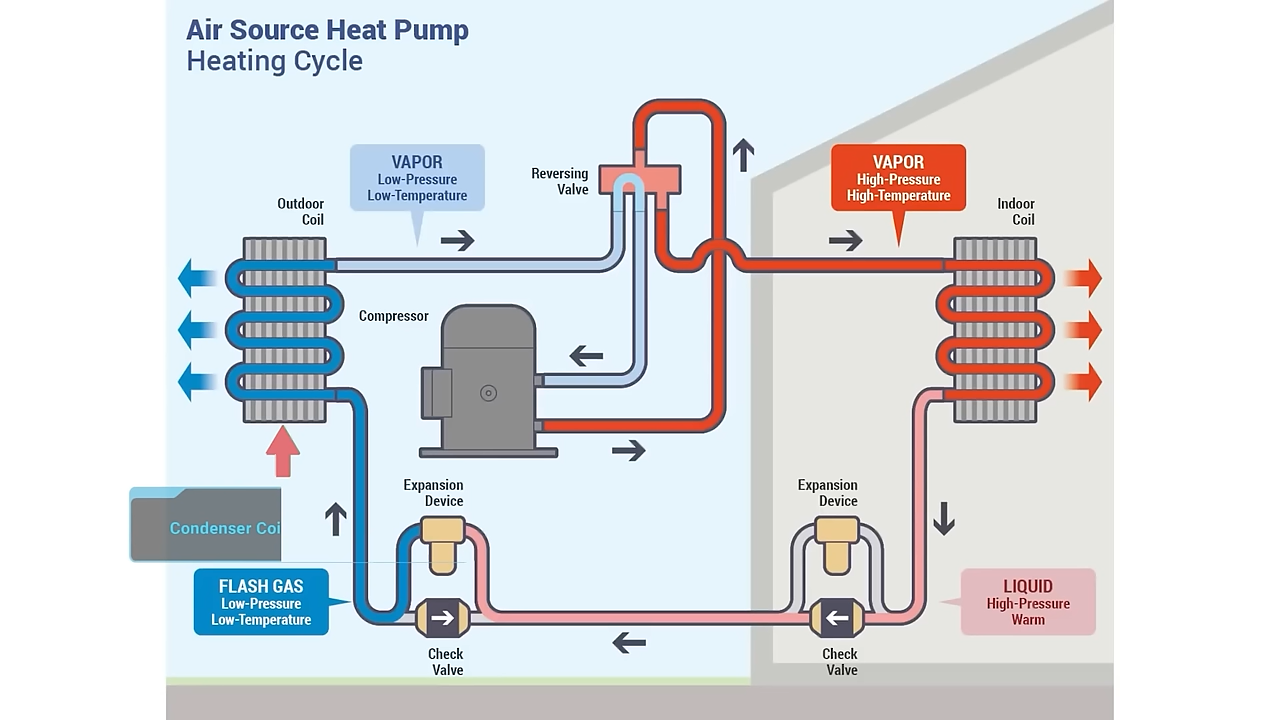 Air Source Heat Pump
Heating Cycle
VAPOR
Low-Pressure
Low-Temperature
Reversing
Valve
VAPOR
High-Pressure
High-Temperature
Outdoor
Coil
Indoor
Coil
Compressor
Expansion
Device
Expansion
Device
Condenser Coi
FLASH GAS
Low-Pressure
Low-Temperature
LIQUID
High-Pressure
Warm
Check
Valve
Check
Valve